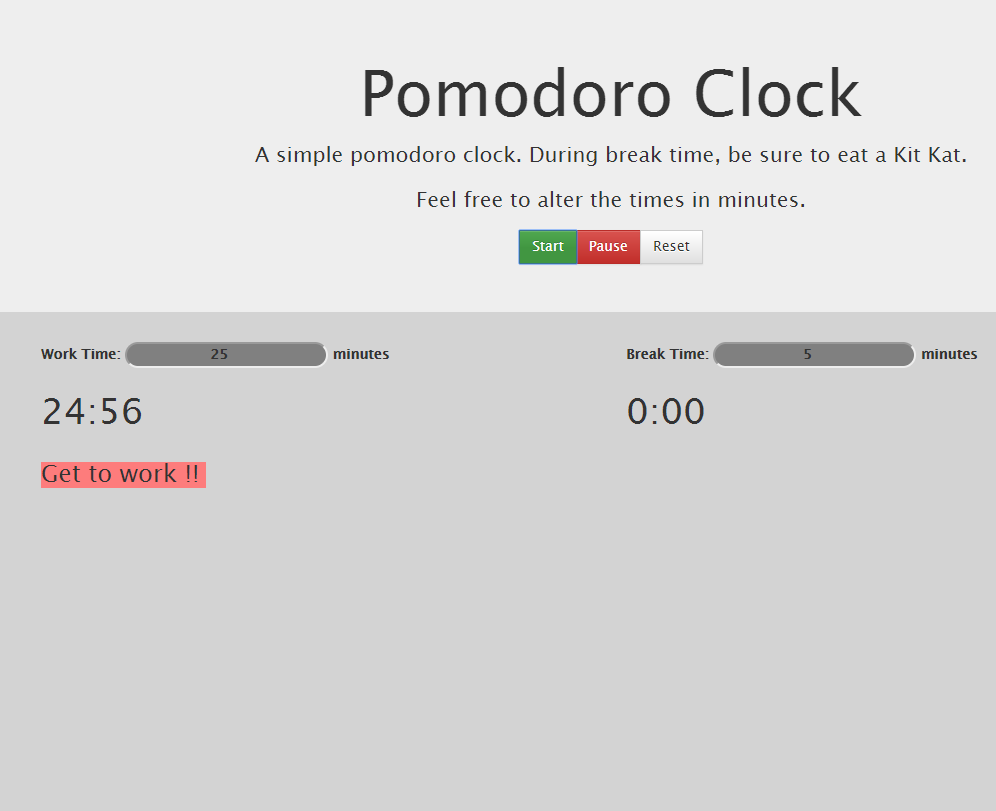 Pomodoro Clock
A simple pomodoro clock. During break time, be sure to eat a Kit Kat.
Feel free to alter the times in minutes.
Start Pause Reset
Work Time: 25 minutes
Break Time: 5 minutes
24:56
0:00
Get to work !!